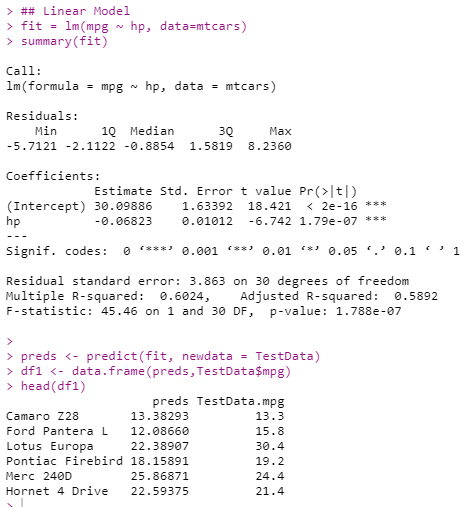 > ## Linear Model
> fit = lm(mpg ~ hp, data=mtcars)
> summary(fit)
Call:
lm(formula = mpg ~ hp, data = mtcars)
Residuals:
    Min      1Q  Median      3Q     Max
-5.7121 -2.1122 -0.8854  1.5819  8.2360
Coefficients:
            Estimate Std. Error t value Pr(>|t|)
(Intercept) 30.09886    1.63392  18.421  < 2e-16 ***
hp          -0.06823    0.01012  -6.742 1.79e-07 ***
---
Signif. codes:  0 ‘***’ 0.001 ‘**’ 0.01 ‘*’ 0.05 ‘.’ 0.1 ‘ ’ 1
Residual standard error: 3.863 on 30 degrees of freedom
Multiple R-squared:  0.6024,    Adjusted R-squared:  0.5892
F-statistic: 45.46 on 1 and 30 DF,  p-value: 1.788e-07
>
> preds <- predict(fit, newdata = TestData)
> df1 <- data.frame(preds,TestData$mpg)
> head(df1)
                    preds TestData.mpg
Camaro Z28       13.38293         13.3
Ford Pantera L   12.08660         15.8
Lotus Europa     22.38907         30.4
Pontiac Firebird 18.15891         19.2
Merc 240D        25.86871         24.4
Hornet 4 Drive   22.59375         21.4
>